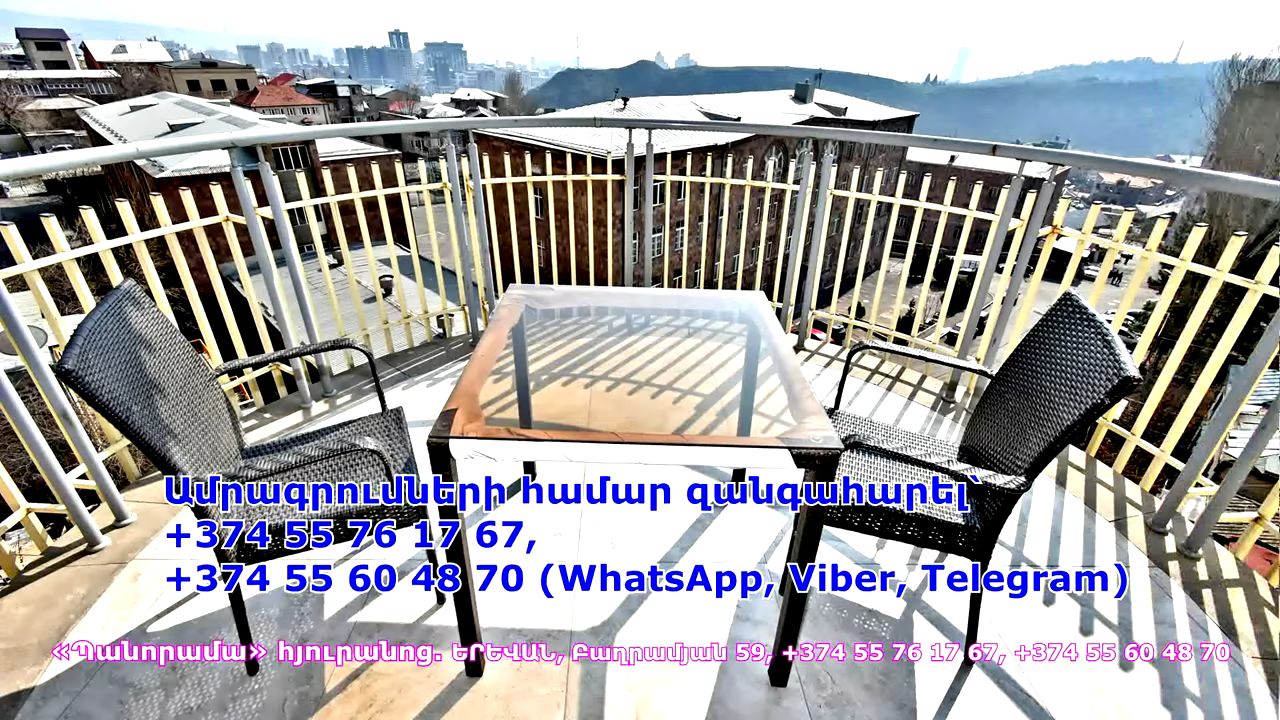 Ամրագրումների համար զանգահարել՝
+374 55 76 17 67,
+374 55 60 48 70 (WhatsApp, Viber, Telegram)
«Պանորամա» հյուրանոց. ԵՐԵՎԱՆ, Բաղրամյան 59, +374 55 76 17 67, +374 55 60 48 70